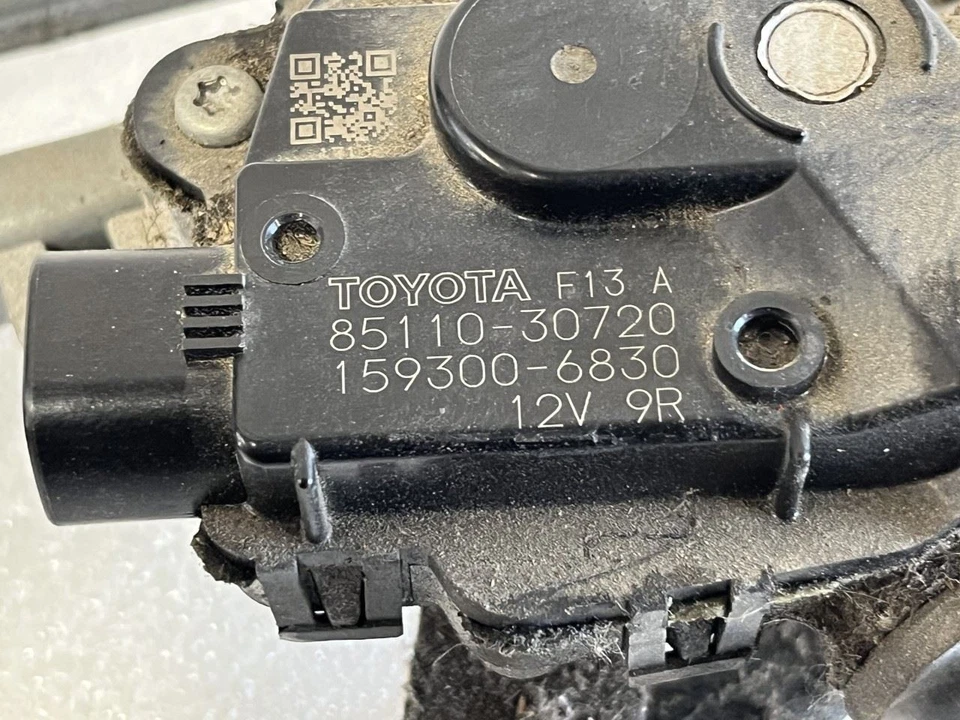 TOYOTA F13 A
85110-30720
159300-6830
12V 9R